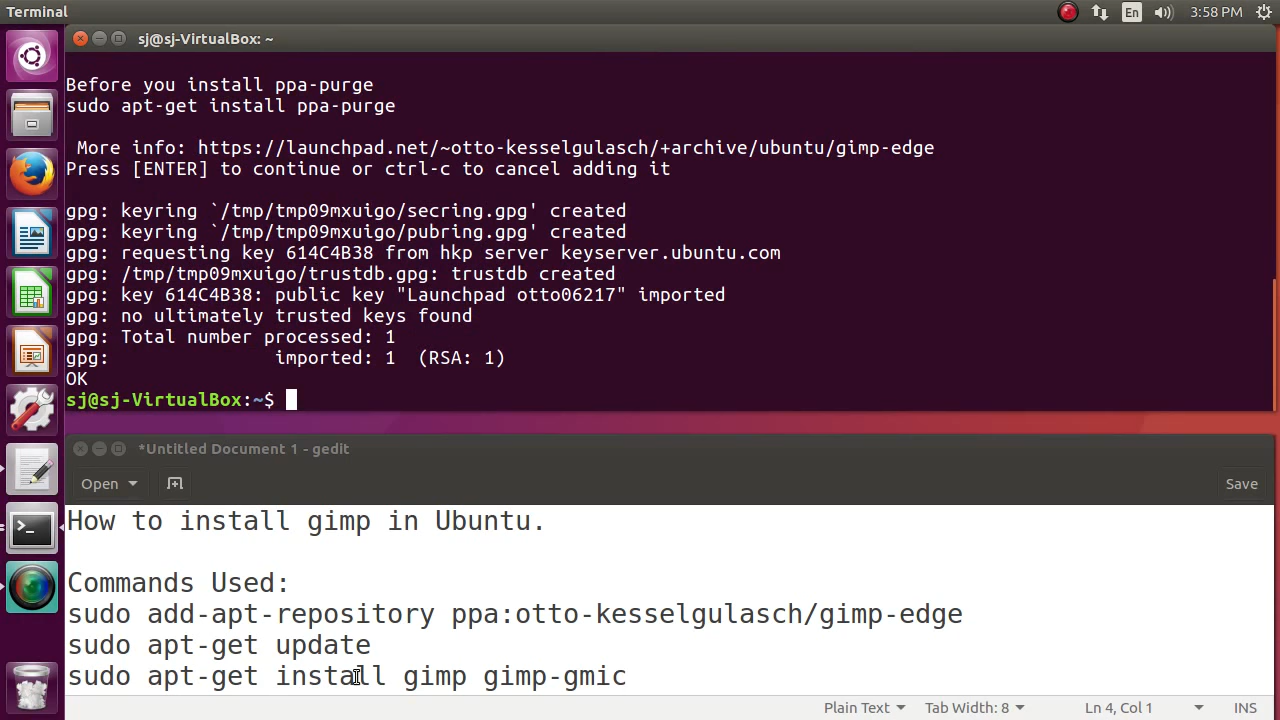 Terminal
En
3:58 PM
sj@sj-VirtualBox: ~
Before you install ppa-purge
sudo apt-get install ppa-purge
More info: https://launchpad.net/~otto-kesselgulasch/+archive/ubuntu/gimp-edge
Press [ENTER] to continue or ctrl-c to cancel adding it
gpg: keyring `/tmp/tmp09mxuigo/secring.gpg' created
gpg: keyring `/tmp/tmp09mxuigo/pubring.gpg' created
gpg: requesting key 614C4B38 from hkp server keyserver.ubuntu.com
gpg: /tmp/tmp09mxuigo/trustdb.gpg: trustdb created
gpg: key 614C4B38: public key "Launchpad otto06217" imported
gpg: no ultimately trusted keys found
gpg: Total number processed: 1
gpg:               imported: 1  (RSA: 1)
OK
sj@sj-VirtualBox:~$
*Untitled Document 1 - gedit
Open
Save
How to install gimp in Ubuntu.
Commands Used:
sudo add-apt-repository ppa:otto-kesselgulasch/gimp-edge
sudo apt-get update
sudo apt-get install gimp gimp-gmic
Plain Text
Tab Width: 8
Ln 4, Col 1
INS